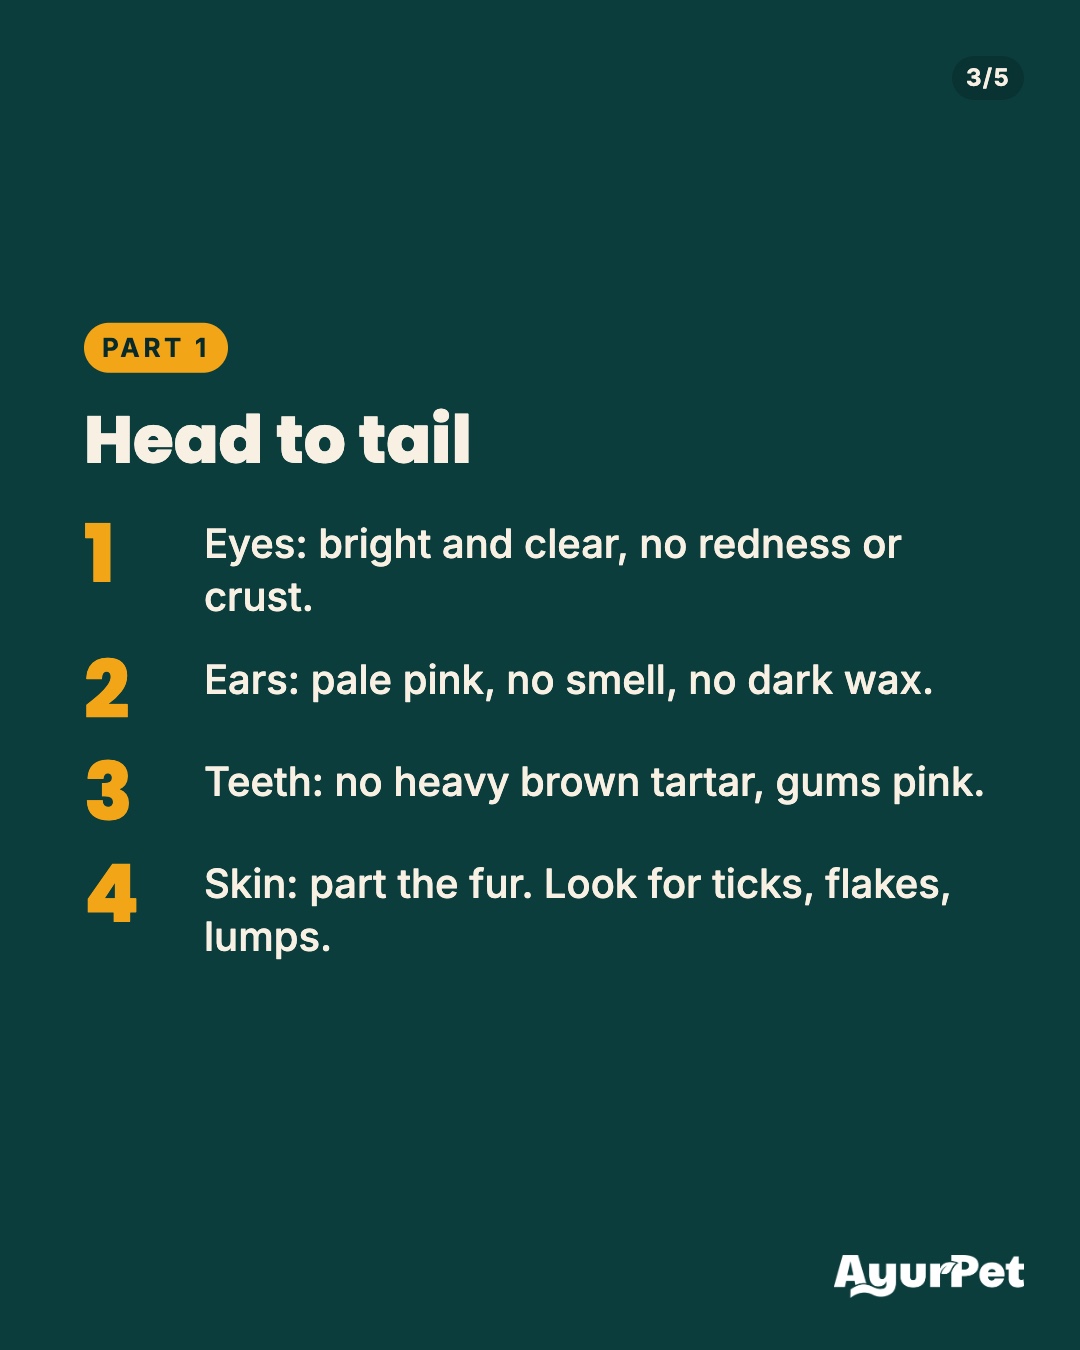 3/5
PART 1
Head to tail
1 Eyes: bright and clear, no redness or
crust.
2 Ears: pale pink, no smell, no dark wax.
3 Teeth: no heavy brown tartar, gums pink.
4 Skin: part the fur. Look for ticks, flakes,
lumps.
AyurPet